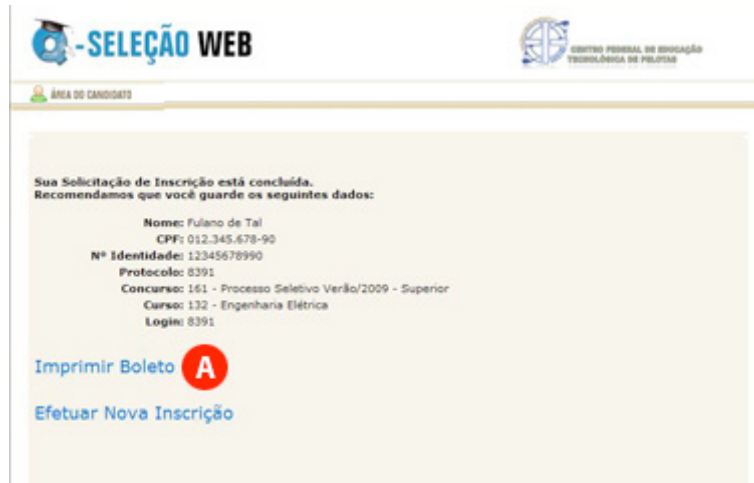 Q-SELEÇÃO WEB
CENTRO FEDERAL DE EDUCAÇÃO
TECNOLÓGICA DE PELOTAS
ÁREA DO CANDIDATO
Sua Solicitação de Inscrição está concluída.
Recomendamos que você guarde os seguintes dados:
Nome: Fulano de Tal
CPF: 012.345.678-90
Nº Identidade: 12345678990
Protocolo: 8391
Concurso: 161 - Processo Seletivo Verão/2009 - Superior
Curso: 132 - Engenharia Elétrica
Login: 8391
Imprimir Boleto A
Efetuar Nova Inscrição